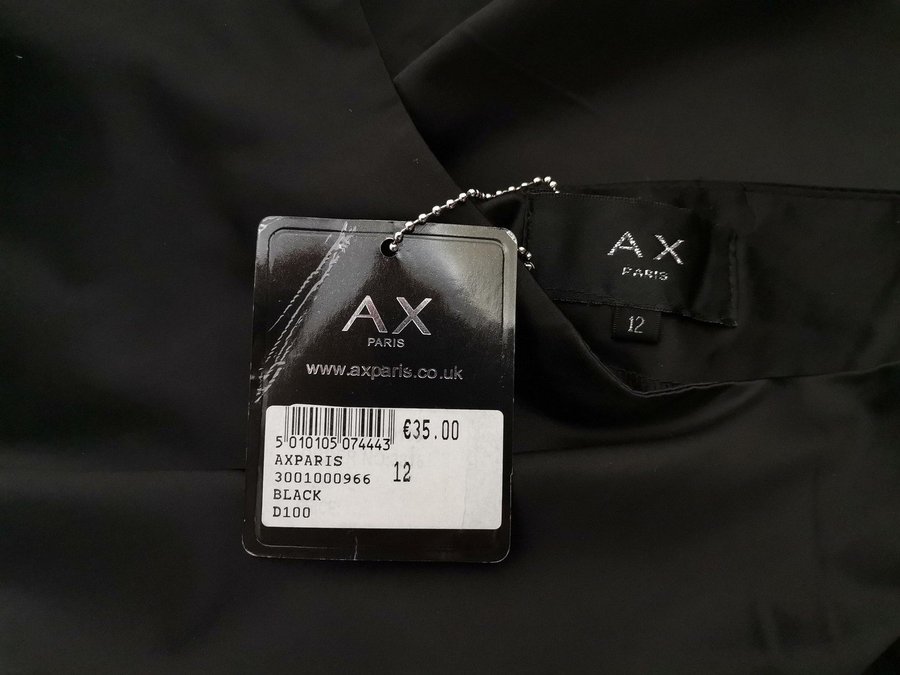 AX
PARIS
www.axparis.co.uk
5 010105 074443
€35.00
AXPARIS
3001000966
12
BLACK
D100
AX
PARIS
12